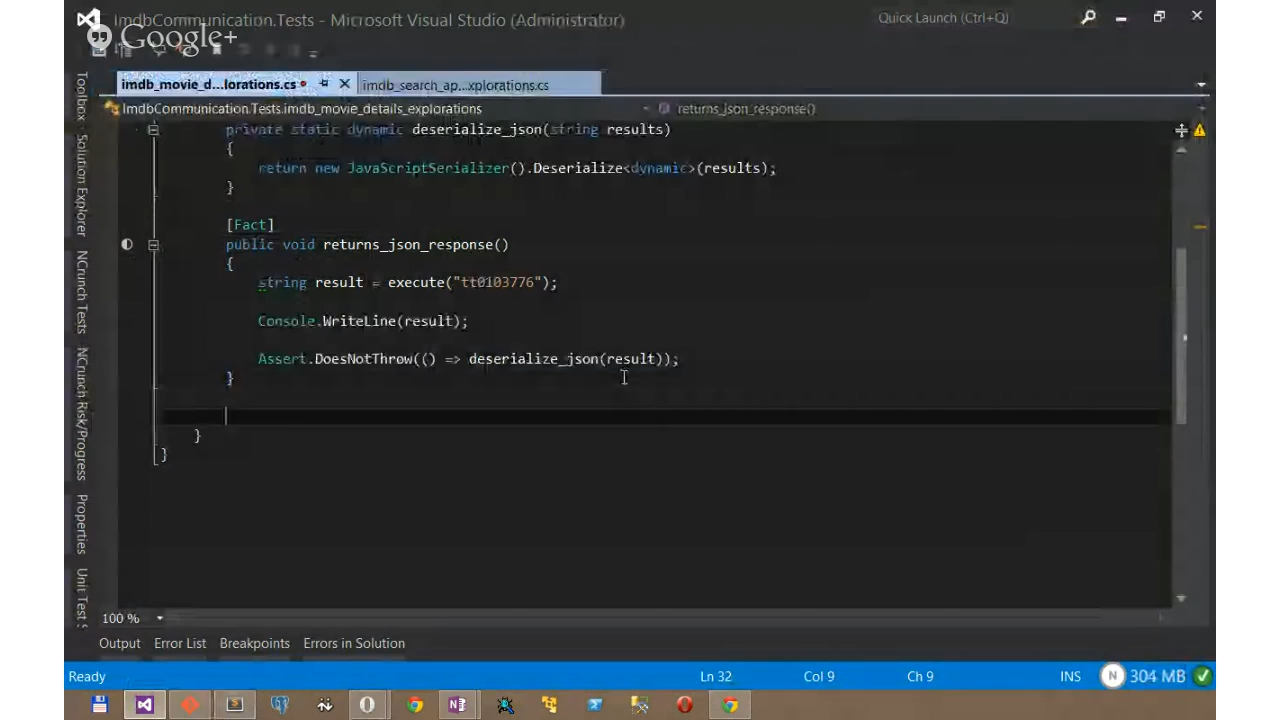 ImdbCommunication.Tests - Microsoft Visual Studio (Administrator)
Quick Launch (Ctrl+Q)
Google+
imdb_movie_d...lorations.cs
imdb_search_ap...xplorations.cs
ImdbCommunication.Tests.imdb_movie_details_explorations
returns_json_response()
private static dynamic deserialize_json(string results)
{
return new JavaScriptSerializer().Deserialize<dynamic>(results);
}
[Fact]
public void returns_json_response()
{
string result = execute("tt0103776");
Console.WriteLine(result);
Assert.DoesNotThrow(() => deserialize_json(result));
}
}
}
Toolbox
Solution Explorer
NCrunch Tests
NCrunch Risk/Progress
Properties
Unit Test S
100 %
Output
Error List
Breakpoints
Errors in Solution
Ready
Ln 32
Col 9
Ch 9
INS
N
304 MB